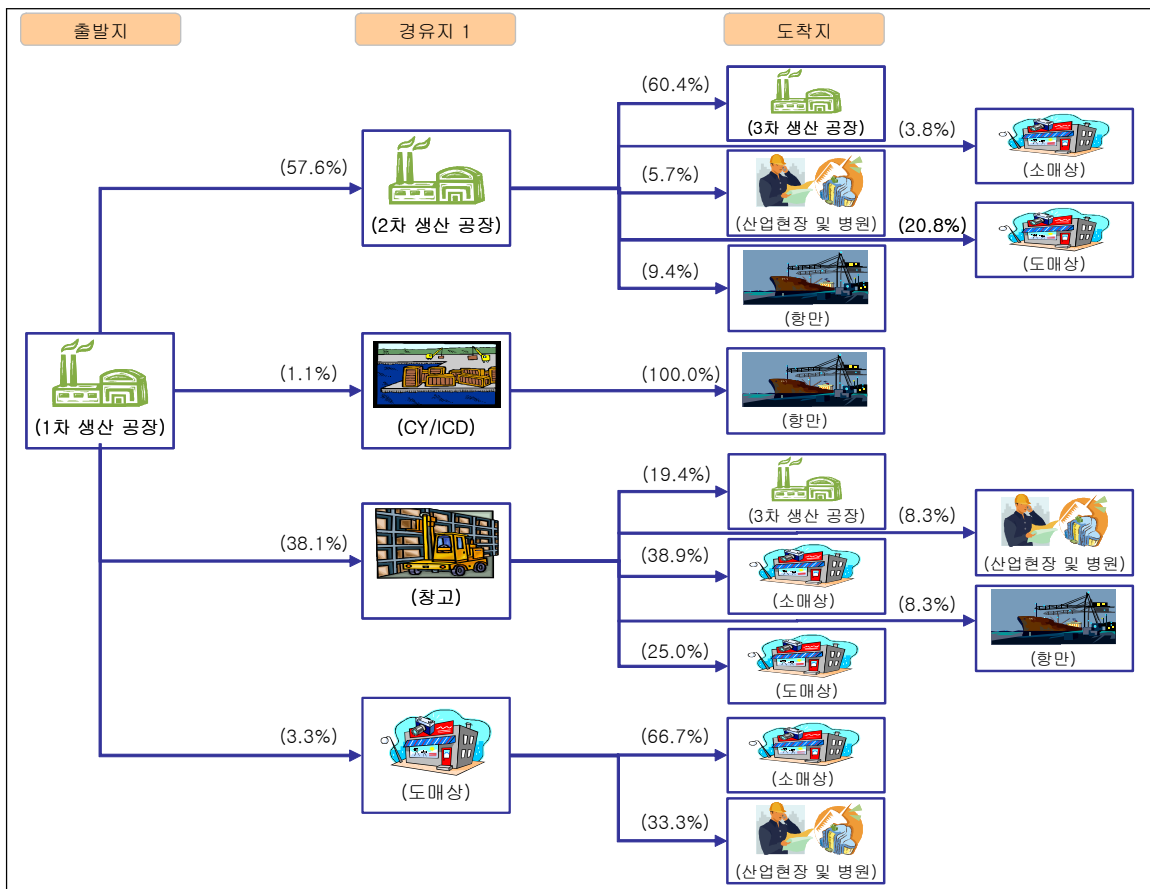 출발지
경유지 1
도착지
(60.4%)
(3차 생산 공장)
(3.8%)
(소매상)
(57.6%)
(2차 생산 공장)
(5.7%)
(산업현장 및 병원)
(20.8%)
(도매상)
(9.4%)
(항만)
(1차 생산 공장)
(1.1%)
(CY/ICD)
(100.0%)
(항만)
(38.1%)
(창고)
(19.4%)
(3차 생산 공장)
(8.3%)
(산업현장 및 병원)
(38.9%)
(소매상)
(8.3%)
(항만)
(25.0%)
(도매상)
(3.3%)
(도매상)
(66.7%)
(소매상)
(33.3%)
(산업현장 및 병원)